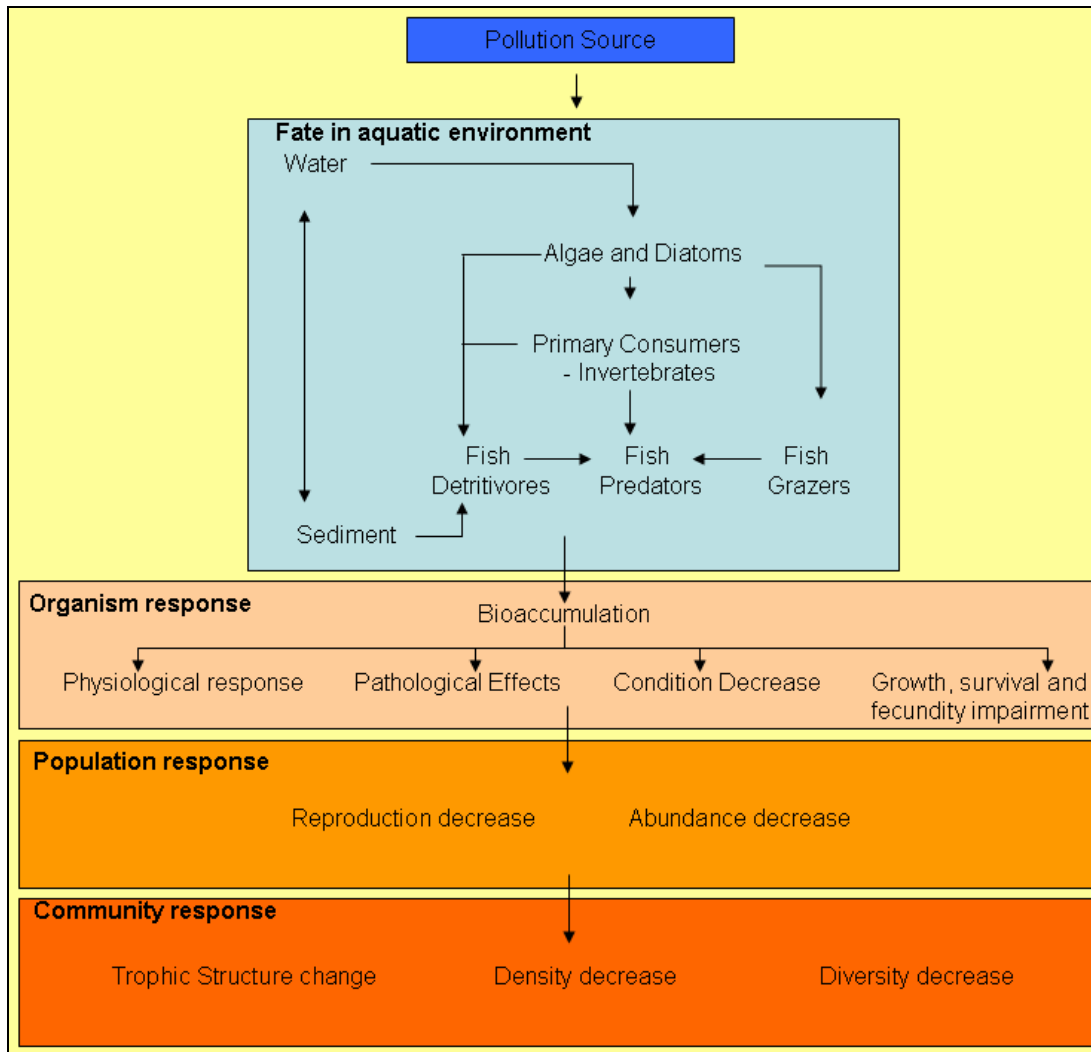 Pollution Source
Fate in aquatic environment
Water
Algae and Diatoms
Primary Consumers
- Invertebrates
Fish
Detritivores
Fish
Predators
Fish
Grazers
Sediment
Organism response
Bioaccumulation
Physiological response
Pathological Effects
Condition Decrease
Growth, survival and
fecundity impairment
Population response
Reproduction decrease
Abundance decrease
Community response
Trophic Structure change
Density decrease
Diversity decrease